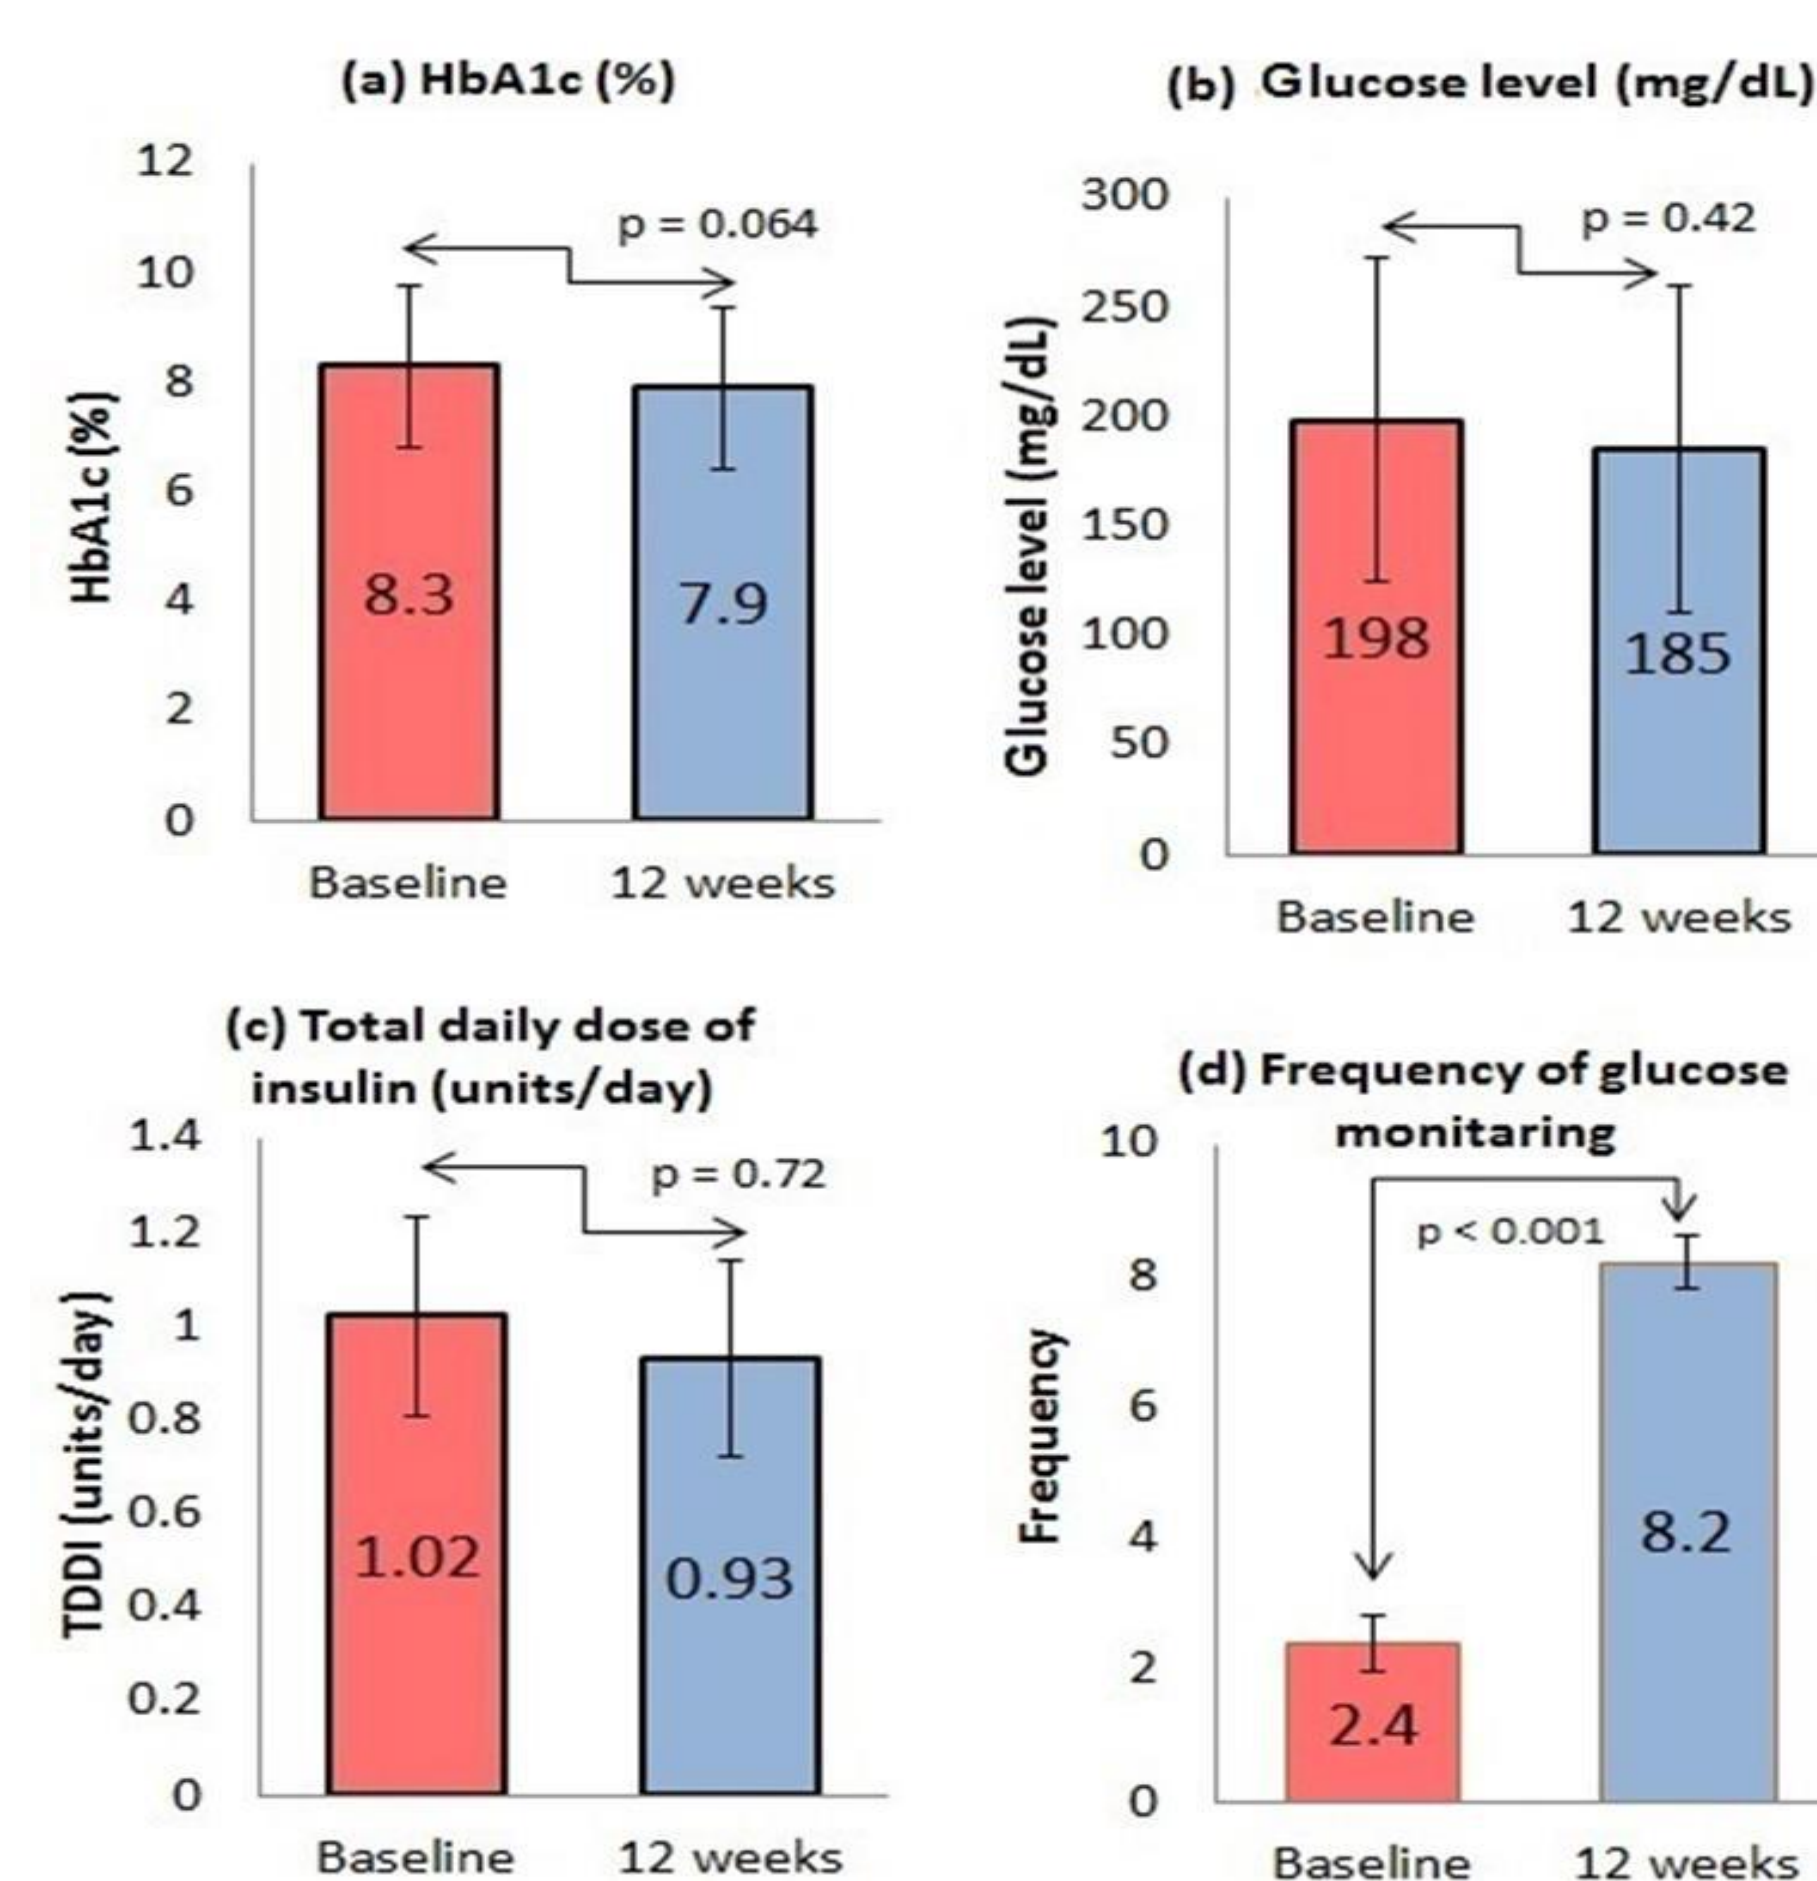 (a) HbA1c (%)
12
10
8
6
4
2
0
HbA1c (%)
p = 0.064
8.3
7.9
Baseline
12 weeks
(b) Glucose level (mg/dL)
300
250
200
150
100
50
0
Glucose level (mg/dL)
p = 0.42
198
185
Baseline
12 weeks
(c) Total daily dose of
insulin (units/day)
1.4
1.2
1
0.8
0.6
0.4
0.2
0
TDDI (units/day)
p = 0.72
1.02
0.93
Baseline
12 weeks
(d) Frequency of glucose
monitaring
10
8
6
4
2
0
Frequency
p < 0.001
2.4
8.2
Baseline
12 weeks